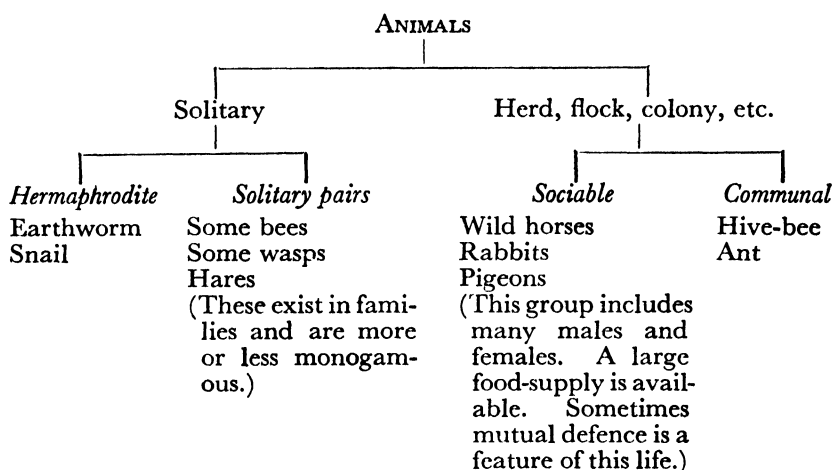 ANIMALS
Solitary
Herd, flock, colony, etc.
Hermaphrodite
Earthworm
Snail
Solitary pairs
Some bees
Some wasps
Hares
(These exist in fami-
lies and are more
or less monogam-
ous.)
Sociable
Wild horses
Rabbits
Pigeons
(This group includes
many males and
females. A large
food-supply is avail-
able. Sometimes
mutual defence is a
feature of this life.)
Communal
Hive-bee
Ant